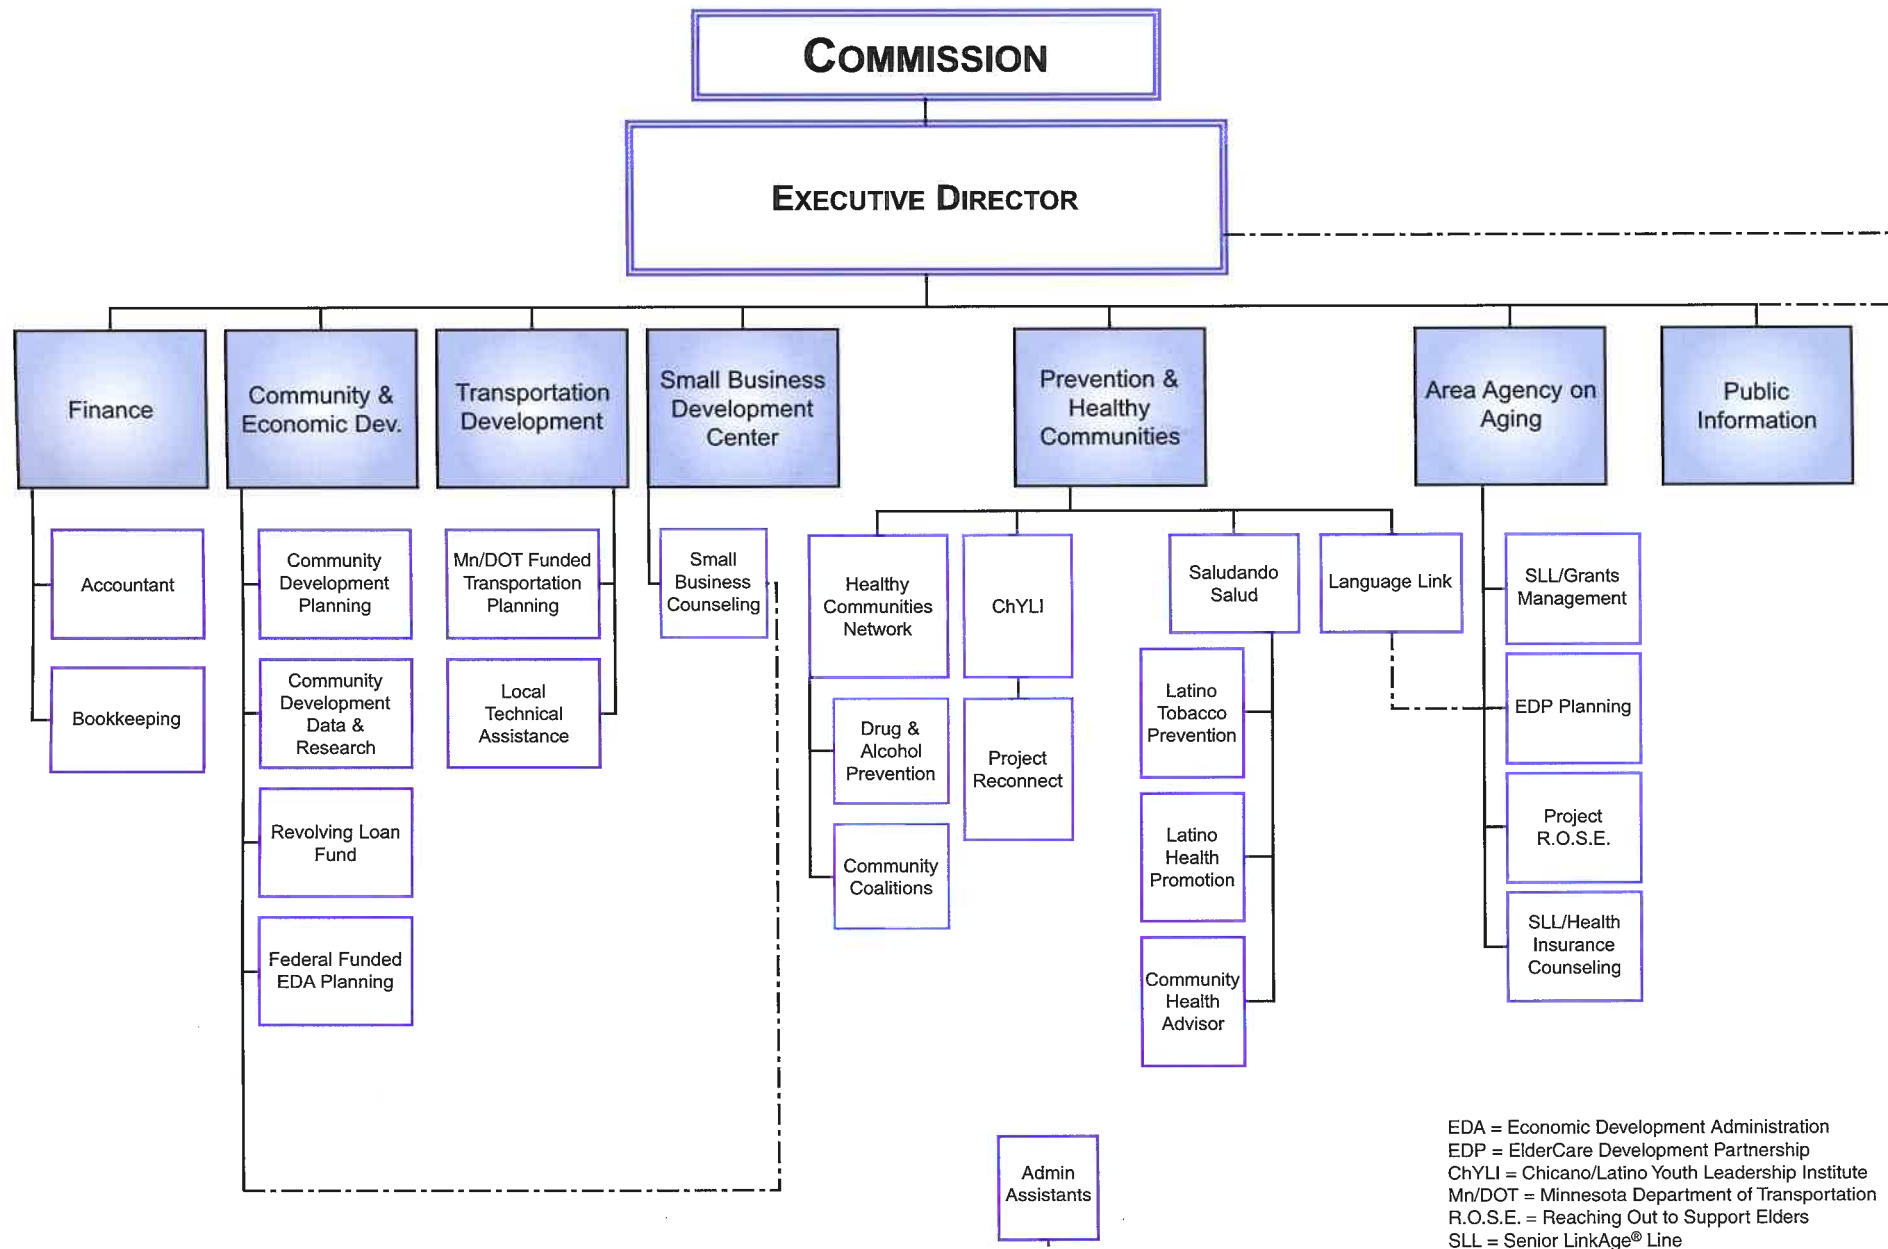 COMMISSION
EXECUTIVE DIRECTOR
Finance
Community &
Economic Dev.
Transportation
Development
Small Business
Development
Center
Prevention &
Healthy
Communities
Area Agency on
Aging
Public
Information
Accountant
Bookkeeping
Community
Development
Planning
Community
Development
Data &
Research
Revolving Loan
Fund
Federal Funded
EDA Planning
Mn/DOT Funded
Transportation
Planning
Local
Technical
Assistance
Small
Business
Counseling
Healthy
Communities
Network
Drug &
Alcohol
Prevention
Community
Coalitions
ChYLI
Project
Reconnect
Saludando
Salud
Latino
Tobacco
Prevention
Latino
Health
Promotion
Community
Health
Advisor
Language Link
SLL/Grants
Management
EDP Planning
Project
R.O.S.E.
SLL/Health
Insurance
Counseling
Admin
Assistants
EDA = Economic Development Administration
EDP = ElderCare Development Partnership
ChYLI = Chicano/Latino Youth Leadership Institute
Mn/DOT = Minnesota Department of Transportation
R.O.S.E. = Reaching Out to Support Elders
SLL = Senior LinkAge® Line